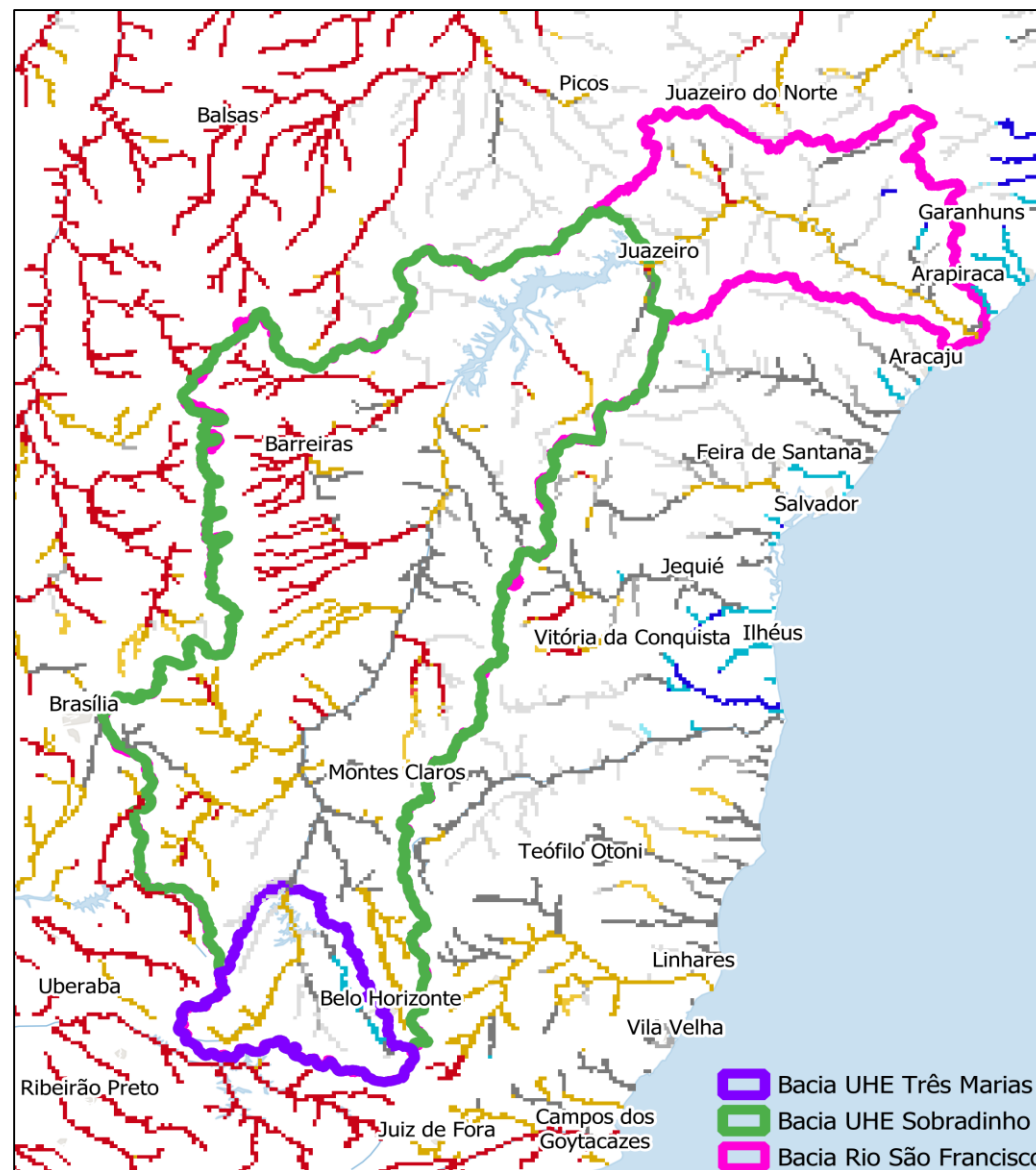 Picos
Juazeiro do Norte
Balsas
Garanhuns
Juazeiro
Arapiraca
Aracaju
Barreiras
Feira de Santana
Salvador
Jequié
Vitória da Conquista
Ilhéus
Brasília
Montes Claros
Teófilo Otoni
Linhares
Uberaba
Belo Horizonte
Vila Velha
Ribeirão Preto
Juiz de Fora
Campos dos
Goytacazes
Bacia UHE Três Marias
Bacia UHE Sobradinho
Bacia Rio São Francisc